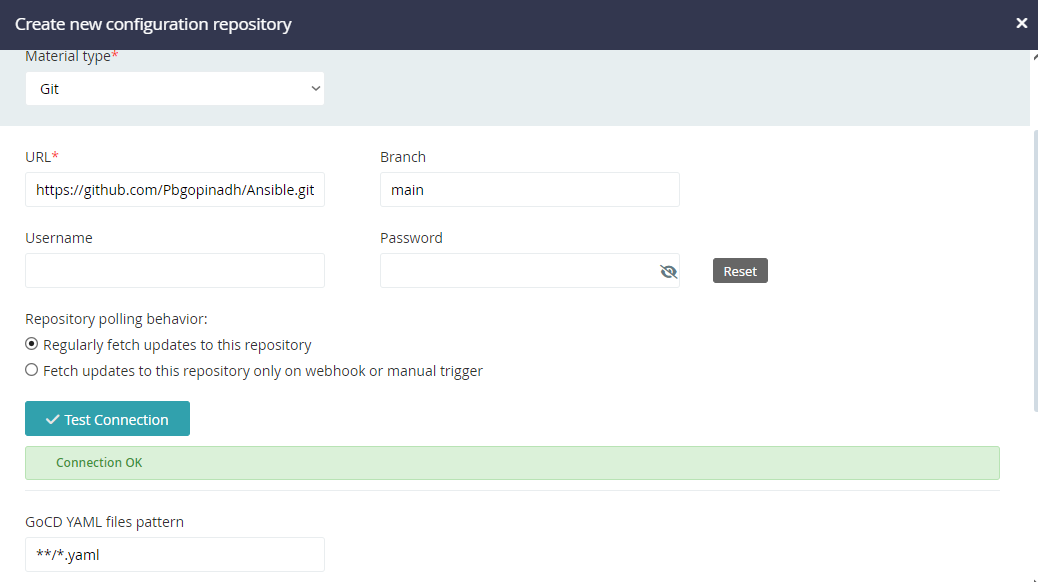 Create new configuration repository
Material type*
Git
URL*
Branch
https://github.com/Pbgopinadh/Ansible.git
main
Username
Password
Reset
Repository polling behavior:
Regularly fetch updates to this repository
Fetch updates to this repository only on webhook or manual trigger
Test Connection
Connection OK
GoCD YAML files pattern
**/*.yaml